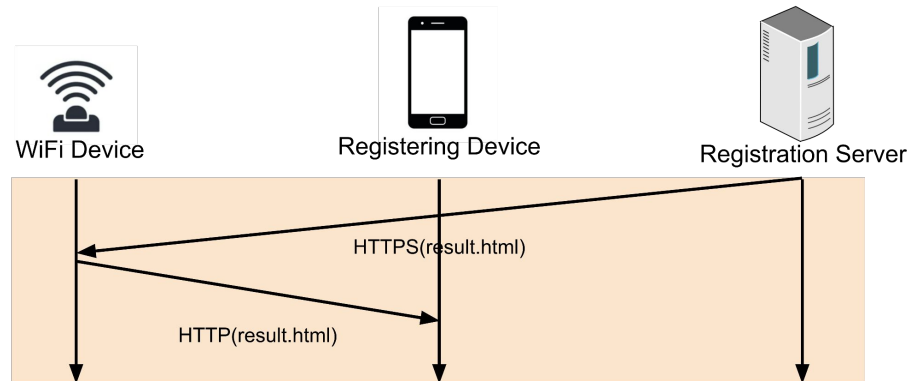 WiFi Device
Registering Device
Registration Server
HTTPS(result.html)
HTTP(result.html)